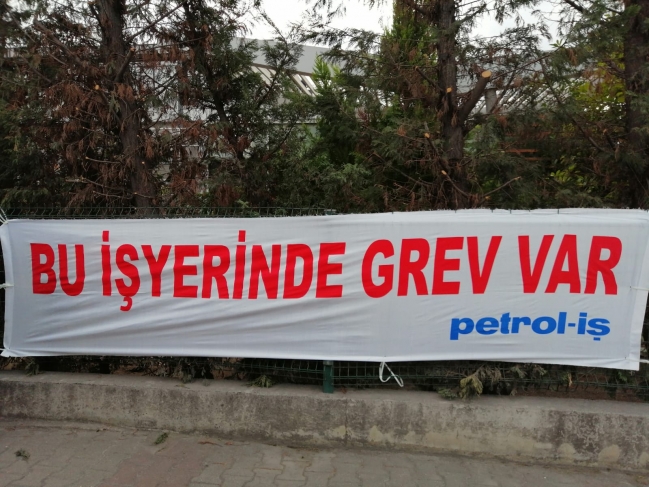 BU İŞYERİNDE GREV VAR
petrol-iş